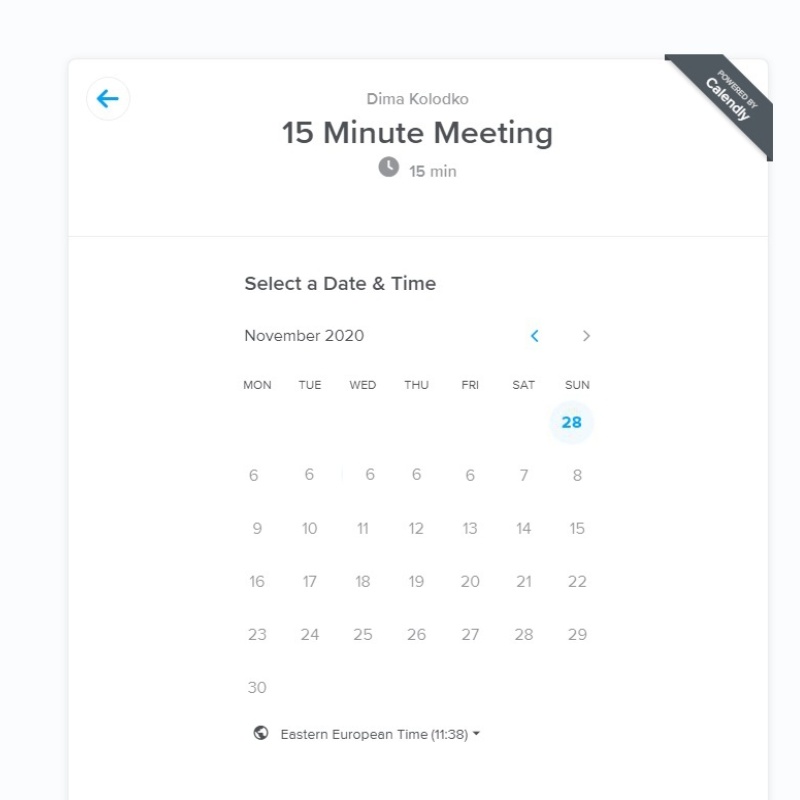 POWERED BY
Calendly
Dima Kolodko
15 Minute Meeting
15 min
Select a Date & Time
November 2020
MON TUE WED THU FRI SAT SUN
28
6 6 6 6 6 7 8
9 10 11 12 13 14 15
16 17 18 19 20 21 22
23 24 25 26 27 28 29
30
Eastern European Time (11:38)